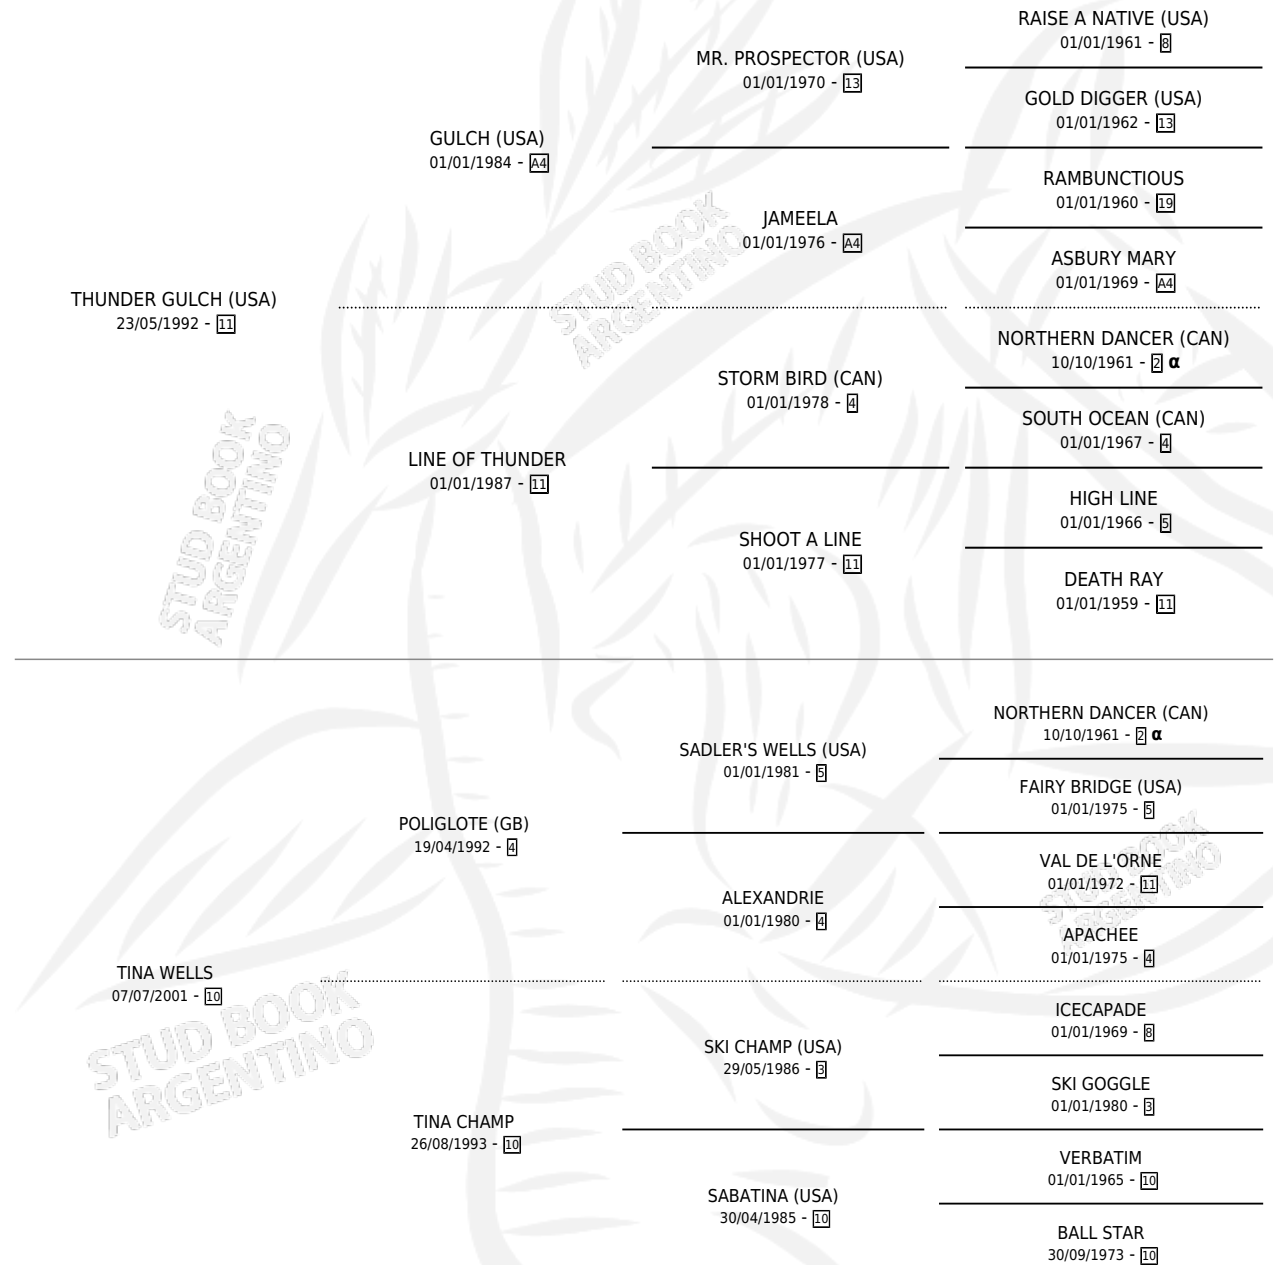 RAISE A NATIVE (USA)
01/01/1961 - 8
MR. PROSPECTOR (USA)
01/01/1970 - 13
GOLD DIGGER (USA)
01/01/1962 - 13
GULCH (USA)
01/01/1984 - A4
RAMBUNCTIOUS
01/01/1960 - 19
JAMEELA
01/01/1976 - A4
ASBURY MARY
01/01/1969 - A4
THUNDER GULCH (USA)
23/05/1992 - 11
NORTHERN DANCER (CAN)
10/10/1961 - 2 α
STORM BIRD (CAN)
01/01/1978 - 4
SOUTH OCEAN (CAN)
01/01/1967 - 4
LINE OF THUNDER
01/01/1987 - 11
HIGH LINE
01/01/1966 - 5
SHOOT A LINE
01/01/1977 - 11
DEATH RAY
01/01/1959 - 11
NORTHERN DANCER (CAN)
10/10/1961 - 2 α
SADLER'S WELLS (USA)
01/01/1981 - 5
FAIRY BRIDGE (USA)
01/01/1975 - 5
POLIGLOTE (GB)
19/04/1992 - 4
VAL DE L'ORNE
01/01/1972 - 11
ALEXANDRIE
01/01/1980 - 4
APACHEE
01/01/1975 - 4
TINA WELLS
07/07/2001 - 10
ICECAPADE
01/01/1969 - 8
SKI CHAMP (USA)
29/05/1986 - 3
SKI GOGGLE
01/01/1980 - 3
TINA CHAMP
26/08/1993 - 10
VERBATIM
01/01/1965 - 10
SABATINA (USA)
30/04/1985 - 10
BALL STAR
30/09/1973 - 10
STUD BOOK
ARGENTINO
STUD BOOK
ARGENTINO
STUD BOOK
ARGENTINO
STUD BOOK
ARGENTINO